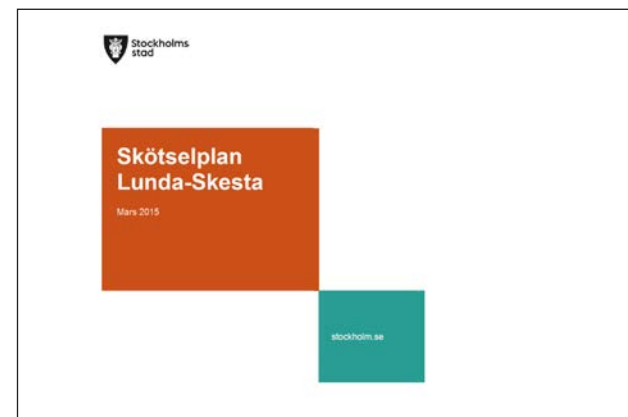 Stockholms
stad
Skötselplan
Lunda-Skesta
Mars 2015
stockholm.se